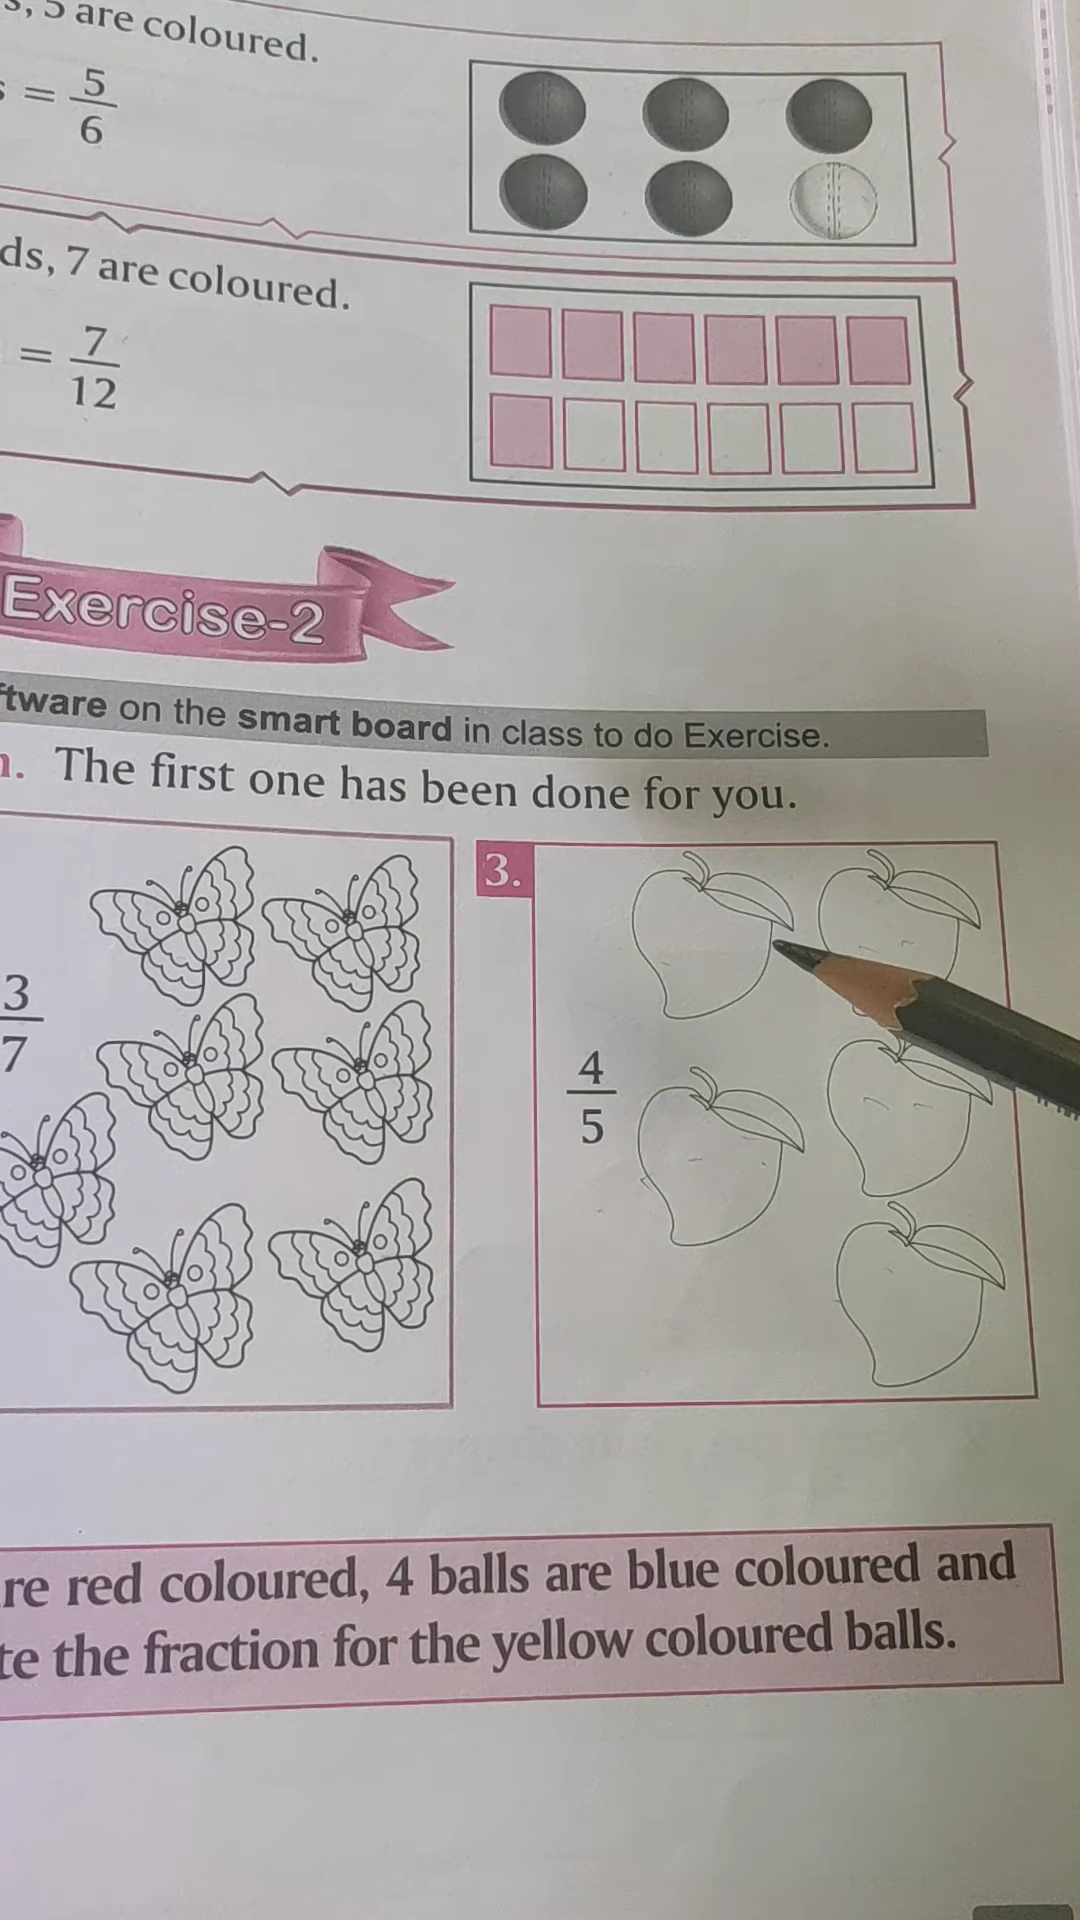 5 are coloured.
= 5/6
ds, 7 are coloured.
= 7/12
Exercise-2
ftware on the smart board in class to do Exercise.
n. The first one has been done for you.
3/7
3.
4/5
re red coloured, 4 balls are blue coloured and
te the fraction for the yellow coloured balls.